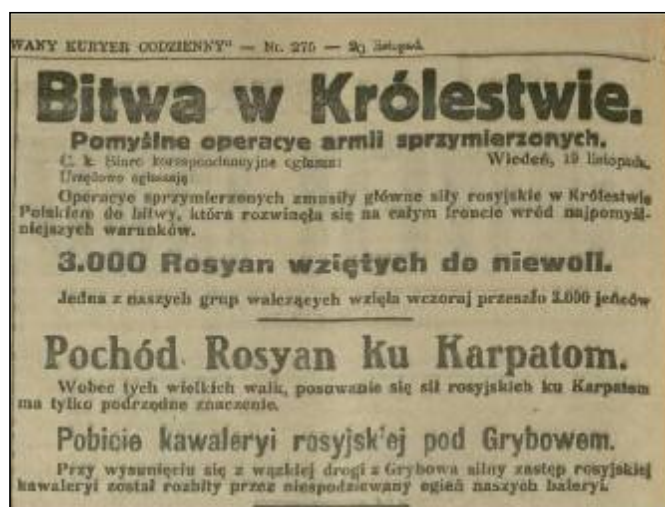 WANY KURYER CODZIENNY" — Nr. 275 — 20 listopad
Bitwa w Królestwie.
Pomyślne operacye armii sprzymierzonych.
C. k. Biuro korespondencyjne ogłasza: Wiedeń, 19 listopada.
Urzędowo ogłaszają:
Operacye sprzymierzonych zmusiły główne siły rosyjskie w Królestwie
Polskiem do bitwy, która rozwinęła się na całym froncie wród najpomyśl-
niejszych warunków.
3.000 Rosyan wziętych do niewoli.
Jedna z naszych grup walczących wzięła wczoraj przeszło 3.000 jeńców
Pochód Rosyan ku Karpatom.
Wobec tych wielkich walk, posuwanie się sił rosyjskich ku Karpatom
ma tylko podrzędne znaczenie.
Pobicie kawaleryi rosyjsk'ej pod Grybowem.
Przy wysunięciu się z wązkiej drogi z Grybowa silny zastęp rosyjskiej
kawaleryi został rozbity przez niespodziewany ogień naszych bateryi.